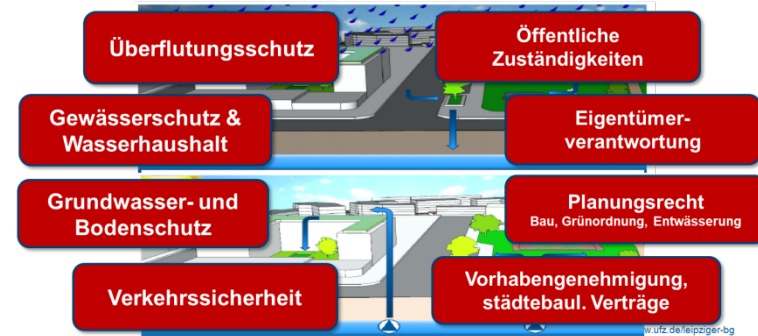 Überflutungsschutz
Öffentliche
Zuständigkeiten
Gewässerschutz &
Wasserhaushalt
Eigentümer-
verantwortung
Grundwasser- und
Bodenschutz
Planungsrecht
Bau, Grünordnung, Entwässerung
Verkehrssicherheit
Vorhabengenehmigung,
städtebaul. Verträge
w.ufz.de/leipziger-bg